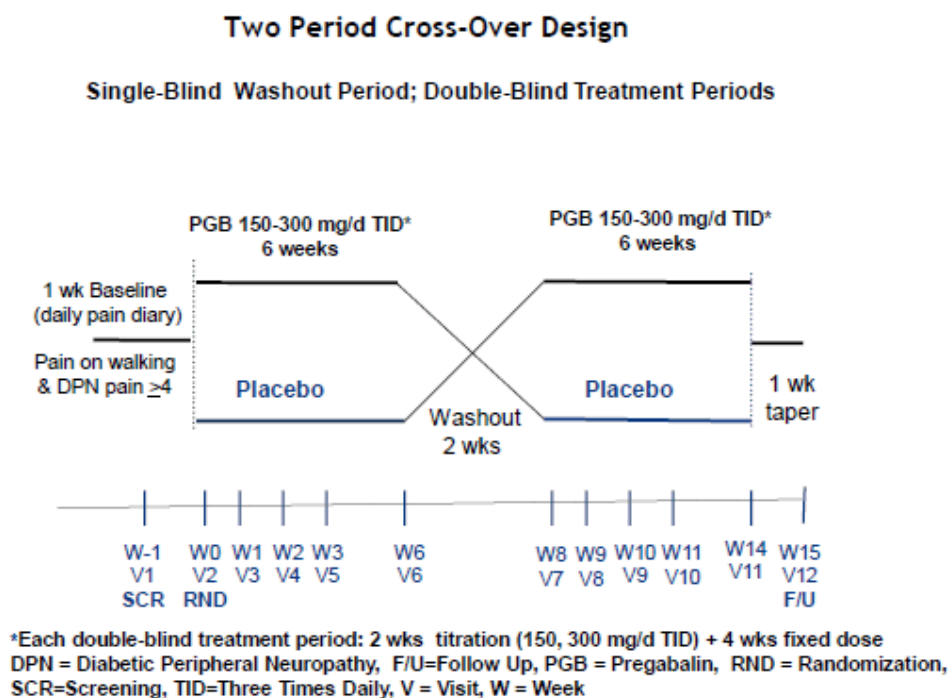 Two Period Cross-Over Design
Single-Blind Washout Period; Double-Blind Treatment Periods
PGB 150-300 mg/d TID*
6 weeks
PGB 150-300 mg/d TID*
6 weeks
1 wk Baseline
(daily pain diary)
Pain on walking
& DPN pain ≥4
Placebo
Washout
2 wks
Placebo
1 wk
taper
W-1 W0 W1 W2 W3 W6 W8 W9 W10 W11 W14 W15
V1 V2 V3 V4 V5 V6 V7 V8 V9 V10 V11 V12
SCR RND F/U
*Each double-blind treatment period: 2 wks titration (150, 300 mg/d TID) + 4 wks fixed dose
DPN = Diabetic Peripheral Neuropathy, F/U=Follow Up, PGB = Pregabalin, RND = Randomization,
SCR=Screening, TID=Three Times Daily, V = Visit, W = Week